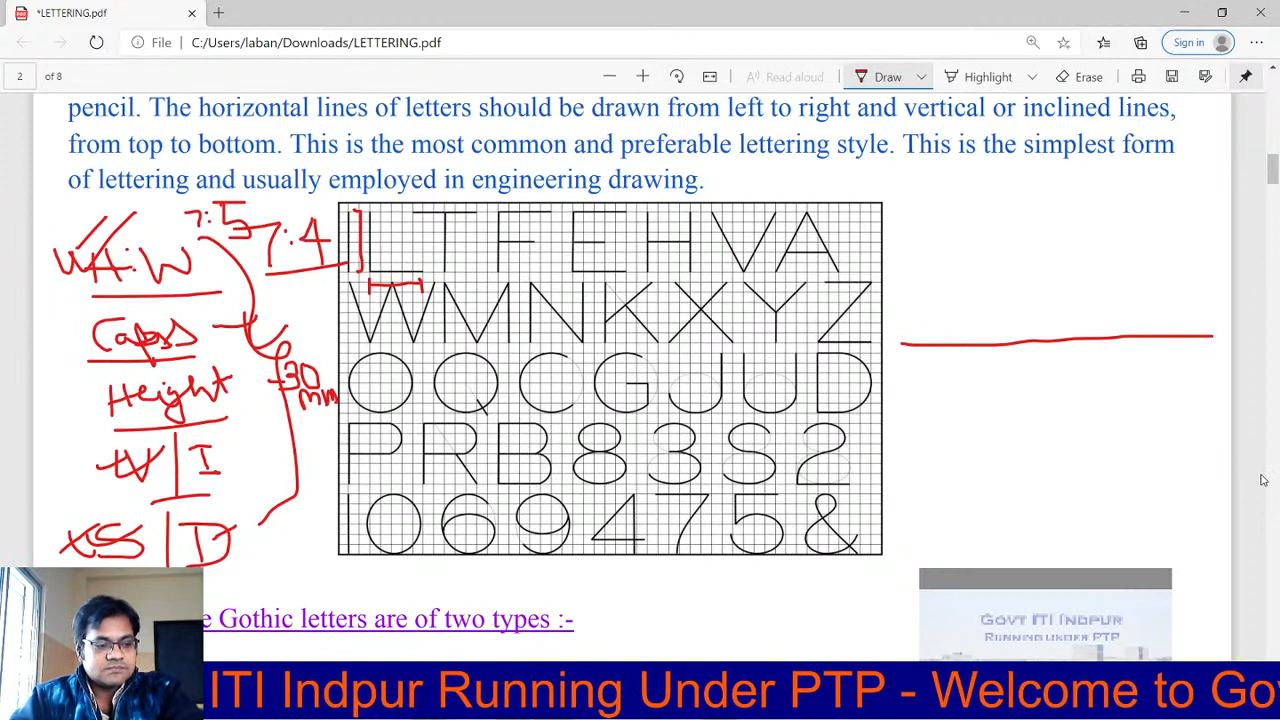 *LETTERING.pdf
File C:/Users/laban/Downloads/LETTERING.pdf
Sign in
2 of 8
Read aloud Draw Highlight Erase
pencil. The horizontal lines of letters should be drawn from left to right and vertical or inclined lines,
from top to bottom. This is the most common and preferable lettering style. This is the simplest form
of lettering and usually employed in engineering drawing.
7:5
7:4
H:W
Caps
Height
30
mm
I
SS | D
I L T F E H V A
W M N K X Y Z
O Q C G J U D
P R B 8 3 S 2
1 0 6 9 4 7 5 &
e Gothic letters are of two types :-
GOVT ITI INDPUR
RUNNING UNDER PTP
ITI Indpur Running Under PTP - Welcome to Go